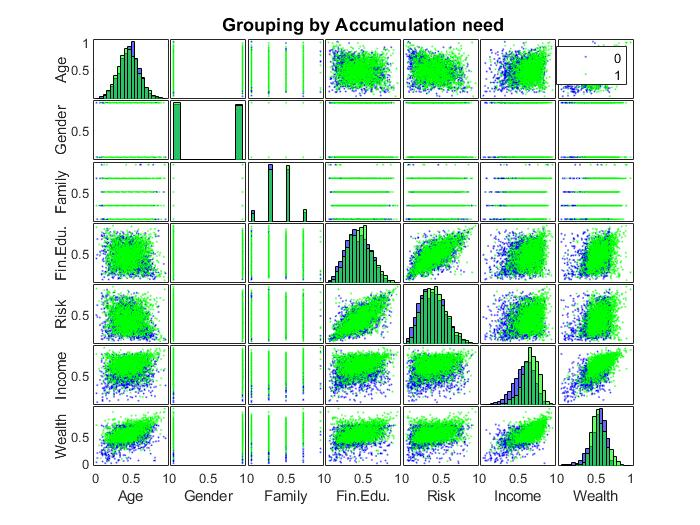 Grouping by Accumulation need
Age
1
0.5
0
1
Gender
0.5
Family
0.5
Fin.Edu.
0.5
Risk
0.5
Income
0.5
Wealth
0.5
0
0 0.5 1 0 0.5 1 0 0.5 1 0 0.5 1 0 0.5 1 0 0.5 1 0 0.5 1
Age Gender Family Fin.Edu. Risk Income Wealth